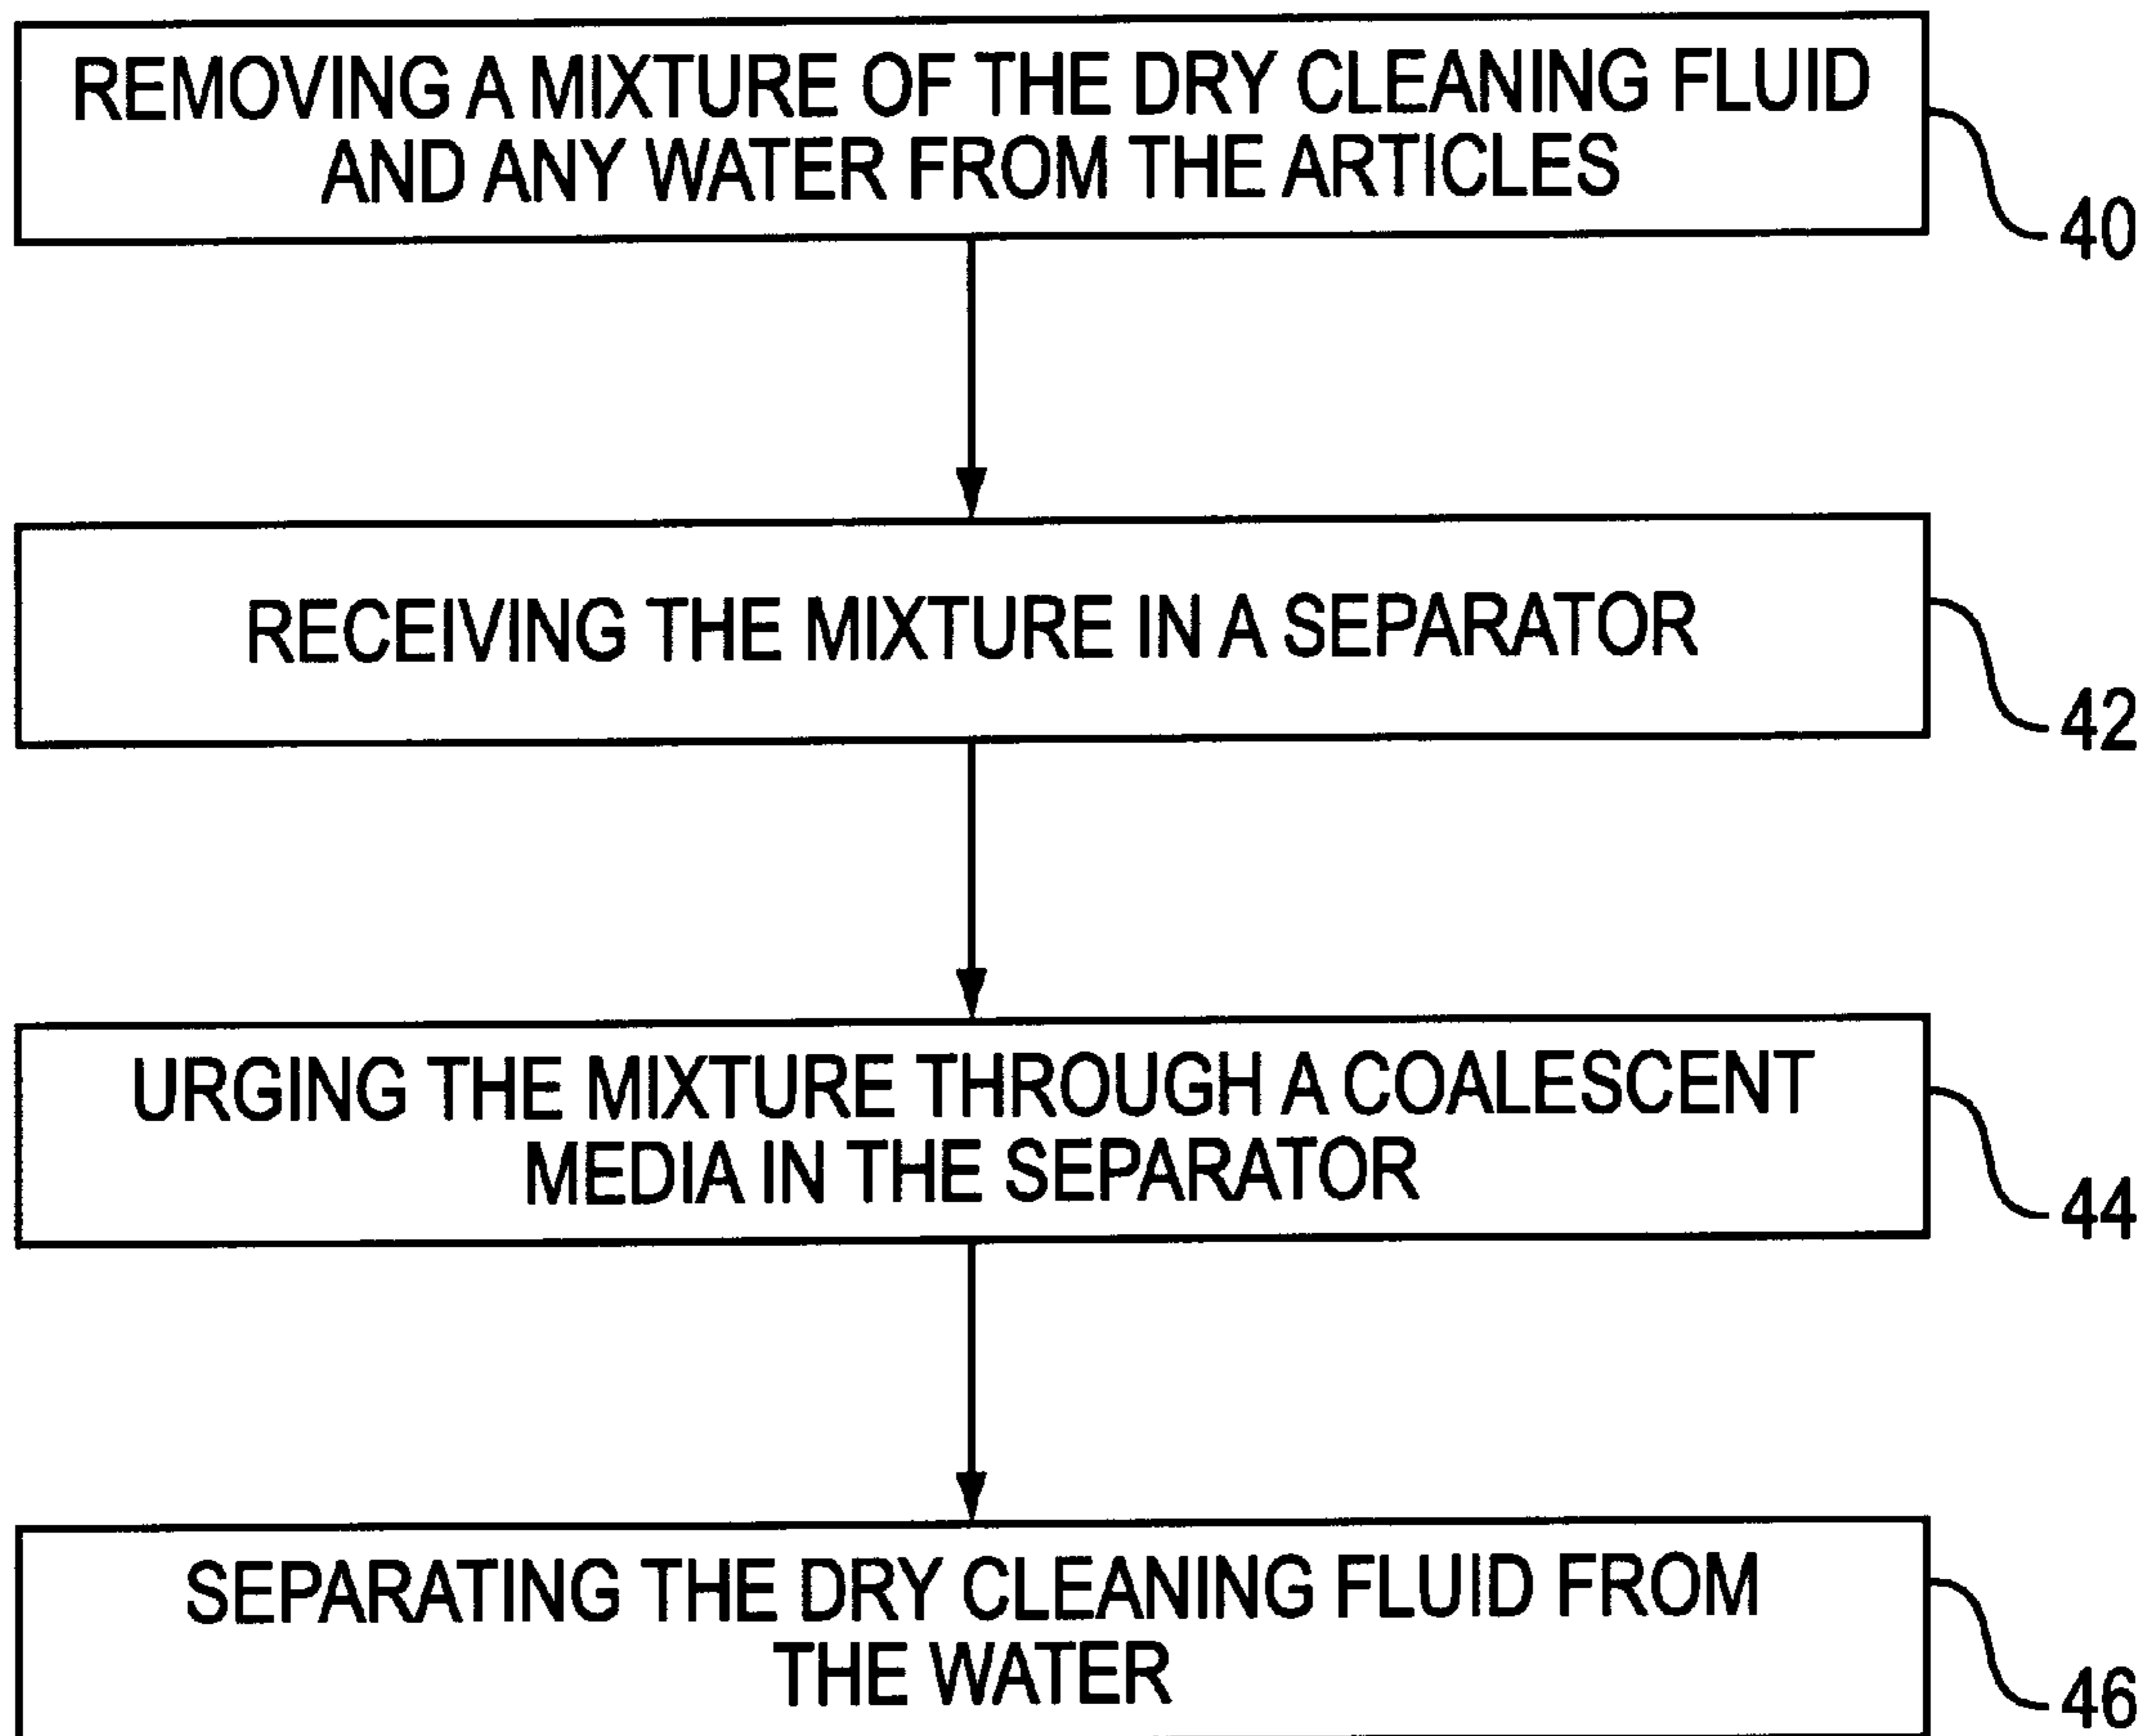 REMOVING A MIXTURE OF THE DRY CLEANING FLUID
AND ANY WATER FROM THE ARTICLES
40
RECEIVING THE MIXTURE IN A SEPARATOR
42
URGING THE MIXTURE THROUGH A COALESCENT
MEDIA IN THE SEPARATOR
44
SEPARATING THE DRY CLEANING FLUID FROM
THE WATER
46